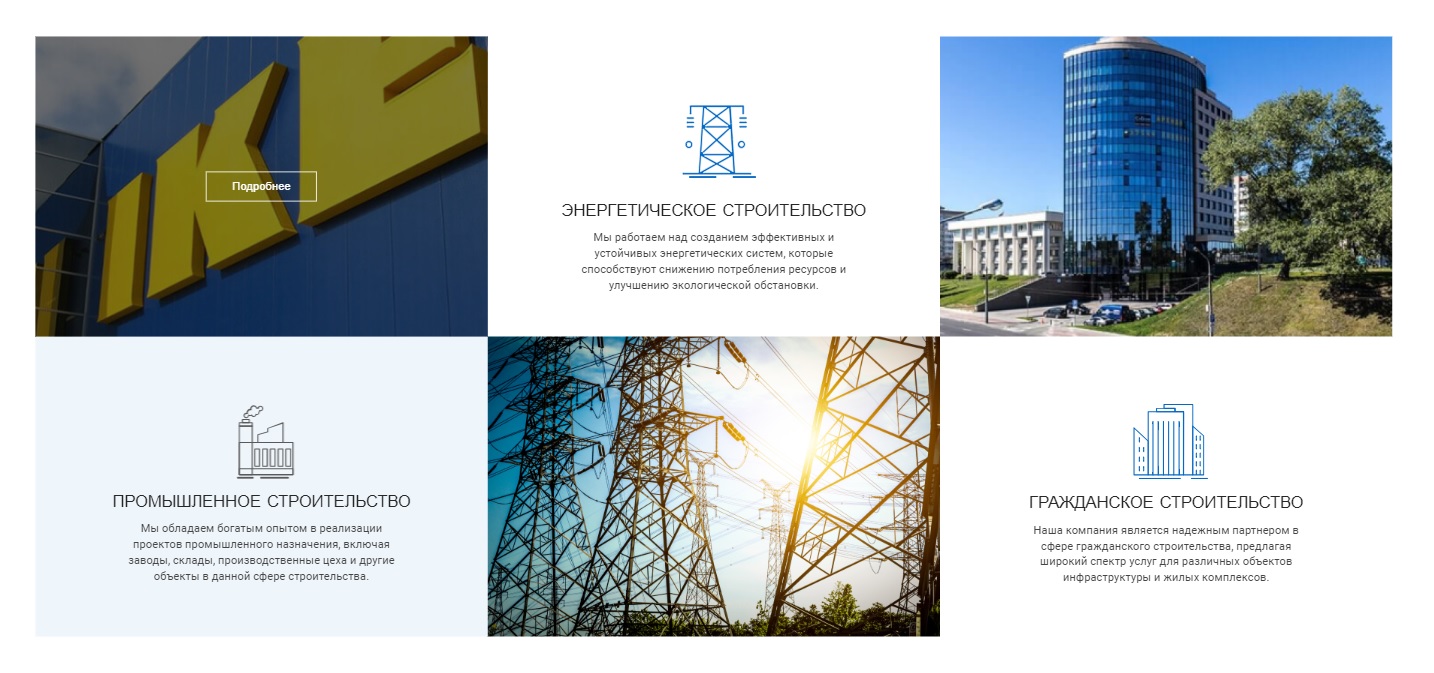 IKE
Подробнее
ЭНЕРГЕТИЧЕСКОЕ СТРОИТЕЛЬСТВО
Мы работаем над созданием эффективных и
устойчивых энергетических систем, которые
способствуют снижению потребления ресурсов и
улучшению экологической обстановки.
ПРОМЫШЛЕННОЕ СТРОИТЕЛЬСТВО
Мы обладаем богатым опытом в реализации
проектов промышленного назначения, включая
заводы, склады, производственные цеха и другие
объекты в данной сфере строительства.
ГРАЖДАНСКОЕ СТРОИТЕЛЬСТВО
Наша компания является надежным партнером в
сфере гражданского строительства, предлагая
широкий спектр услуг для различных объектов
инфраструктуры и жилых комплексов.